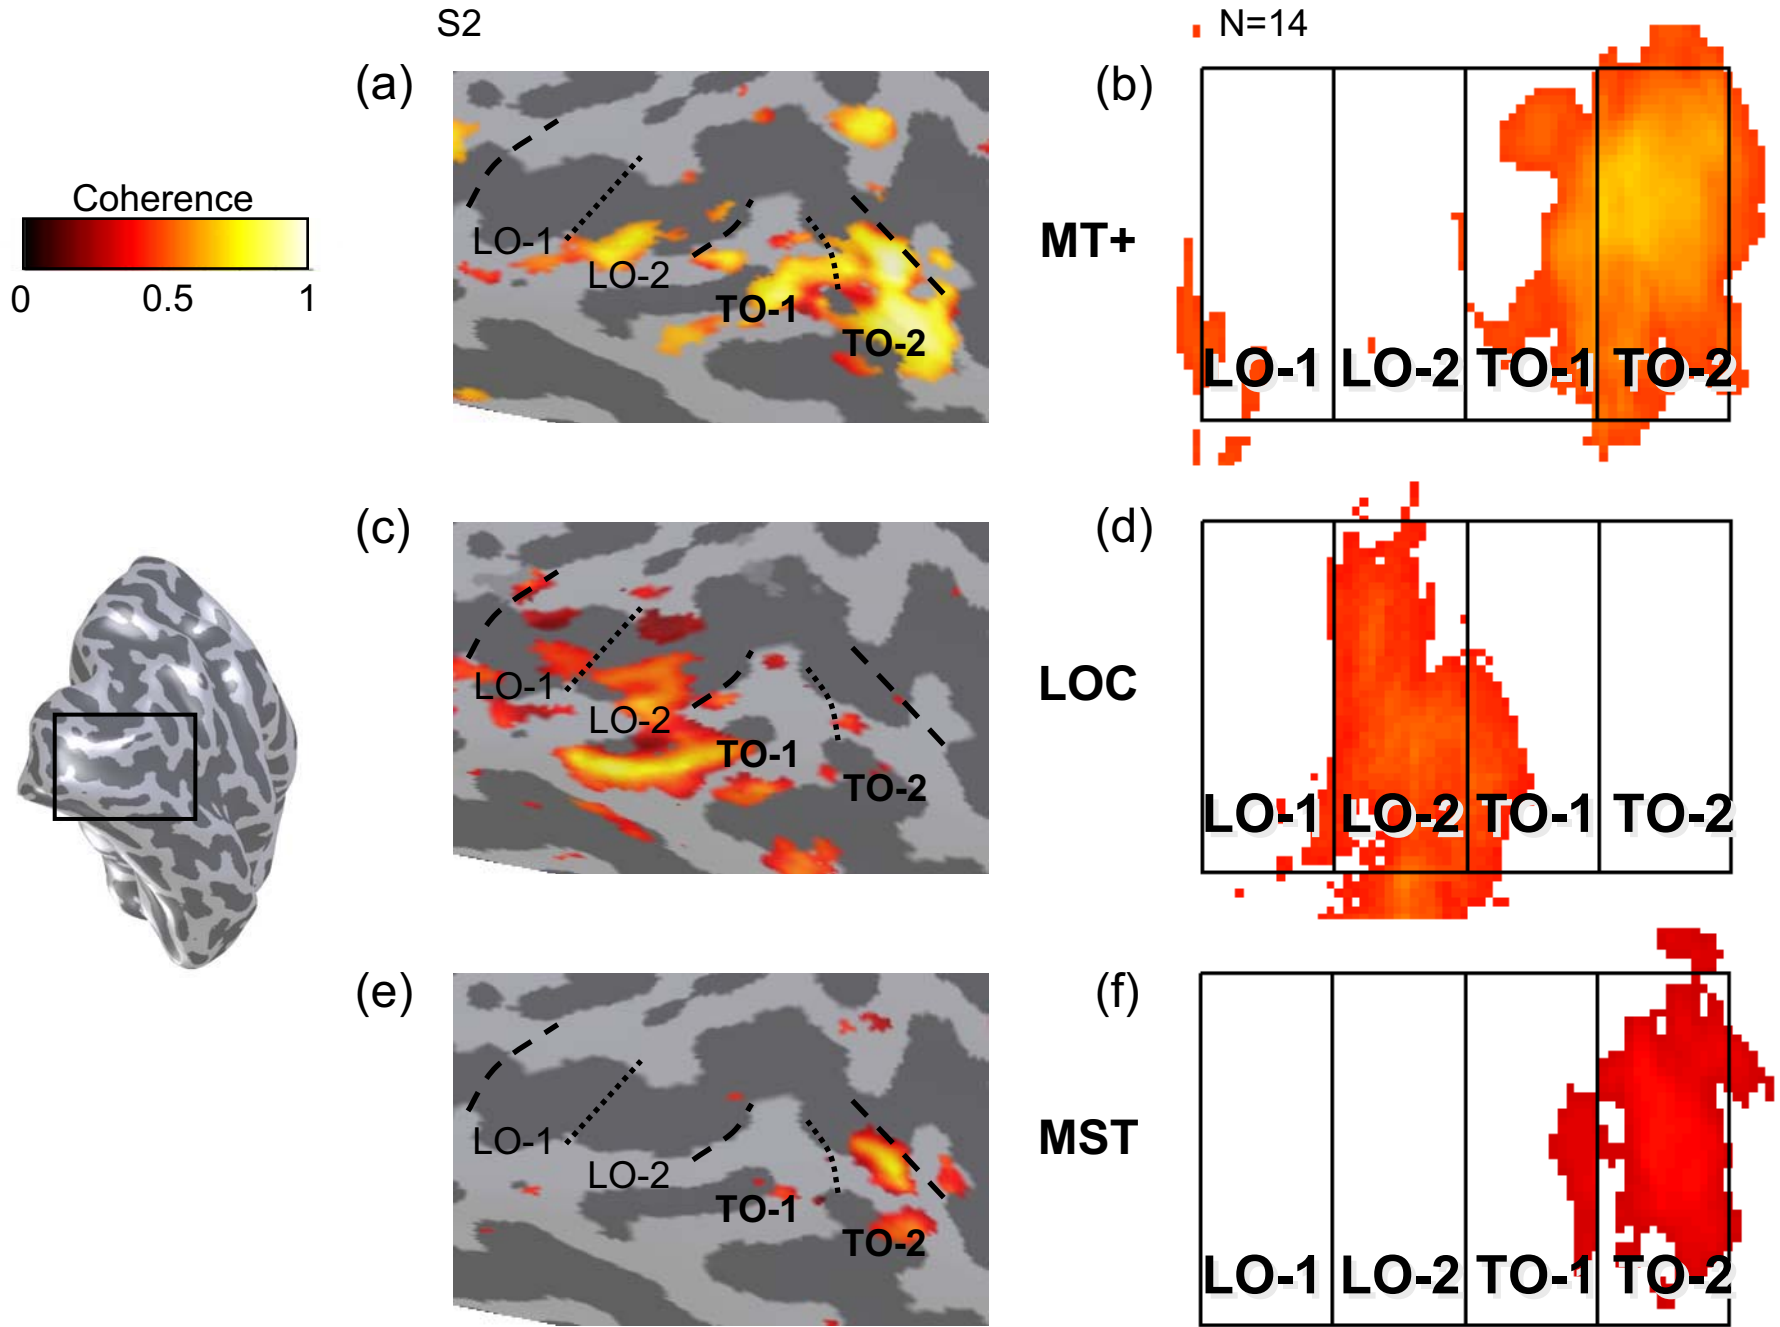 S2
N=14
(a)
(b)
Coherence
0 0.5 1
LO-1
LO-2
TO-1
TO-2
MT+
LO-1 LO-2 TO-1 TO-2
(c)
(d)
LO-1
LO-2
TO-1
TO-2
LOC
LO-1 LO-2 TO-1 TO-2
(e)
(f)
LO-1
LO-2
TO-1
TO-2
MST
LO-1 LO-2 TO-1 TO-2